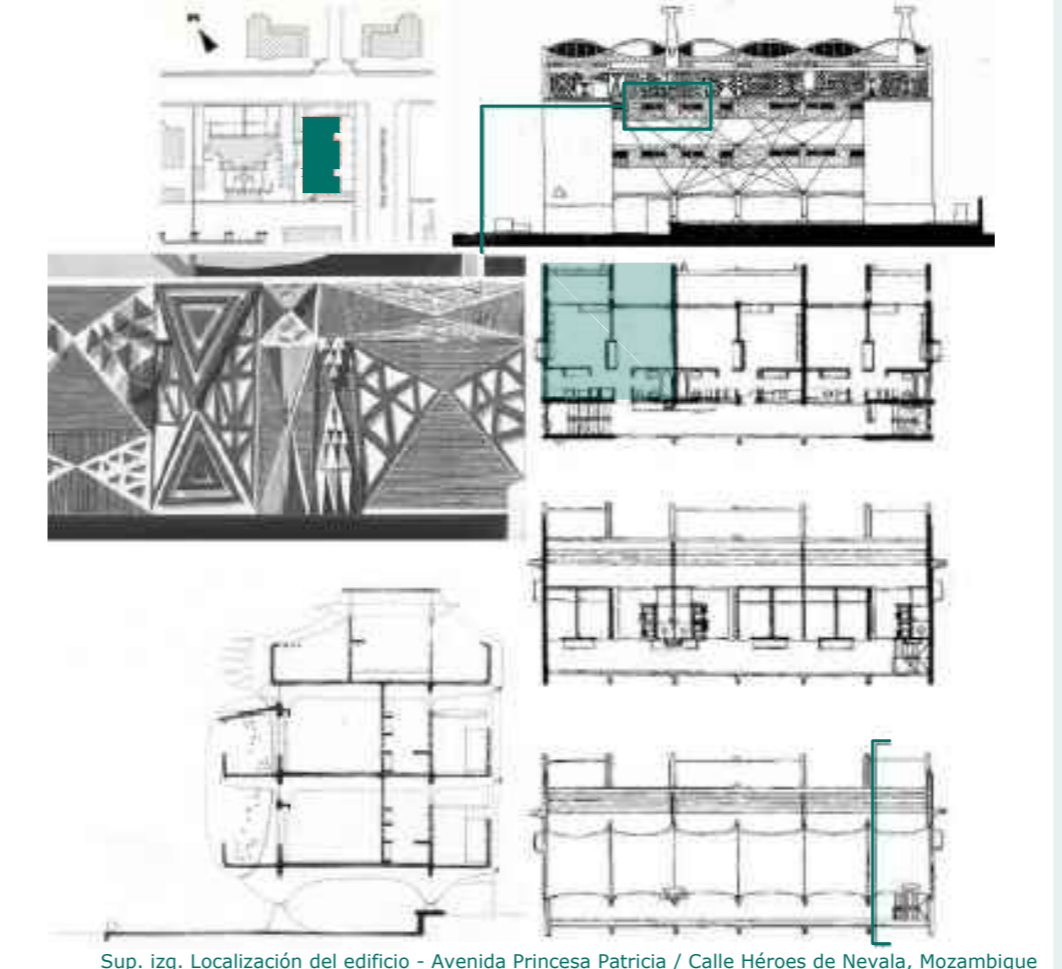 Sup. izq. Localización del edificio - Avenida Princesa Patricia / Calle Héroes de Nevala, Mozambique